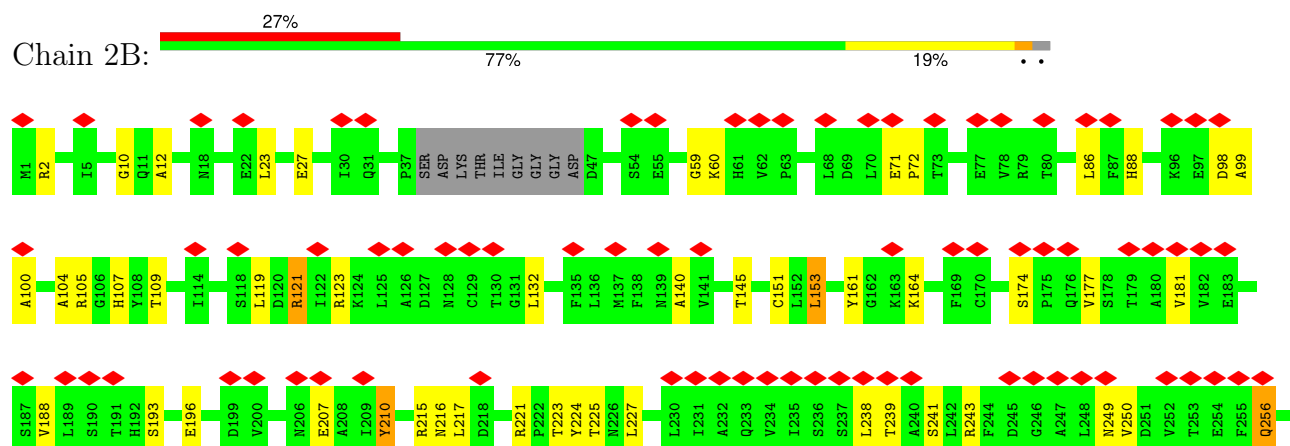 27%
Chain 2B:
77%
19%
• •
M1 R2 I5 G10 Q11 A12 N18 E22 L23 E27 I30 Q31 P37 SER ASP LYS THR ILE GLY GLY GLY ASP D47 S54 E55 G59 K60 H61 V62 P63 L68 D69 L70 E71 P72 T73 E77 V78 R79 T80 L86 F87 H88 K96 E97 D98 A99
A100 A104 R105 G106 H107 Y108 T109 I114 S118 L119 D120 R121 I122 R123 K124 L125 A126 D127 N128 C129 T130 G131 L132 F135 L136 M137 F138 N139 A140 V141 T145 C151 L152 L153 Y161 G162 K163 K164 F169 C170 S174 P175 Q176 V177 S178 T179 A180 V181 V182 E183
S187 V188 L189 S190 T191 H192 S193 E196 D199 V200 N206 E207 A208 I209 Y210 R215 N216 L217 D218 R221 P222 T223 Y224 T225 N226 L227 L230 I231 A232 Q233 V234 I235 S236 S237 L238 T239 A240 S241 L242 R243 F244 D245 G246 A247 L248 N249 V250 D251 V252 T253 E254 F255 Q256